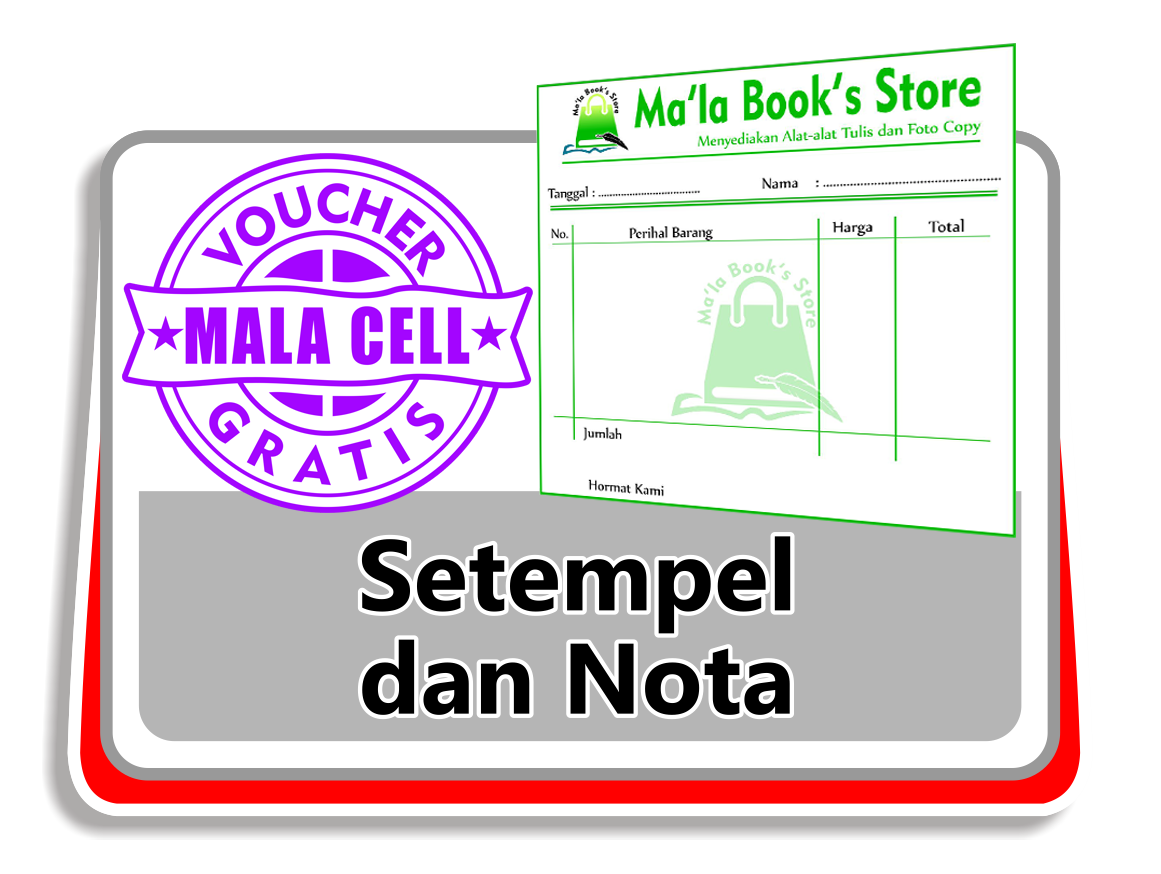 VOUCHER
★MALA CELL★
GRATIS
Ma'la Book's Store
Ma'la Book's Store
Menyediakan Alat-alat Tulis dan Foto Copy
Tanggal : .................................
Nama : ..................................................
No.
Perihal Barang
Harga
Total
Ma'la Book's Store
Jumlah
Hormat Kami
Setempel
dan Nota